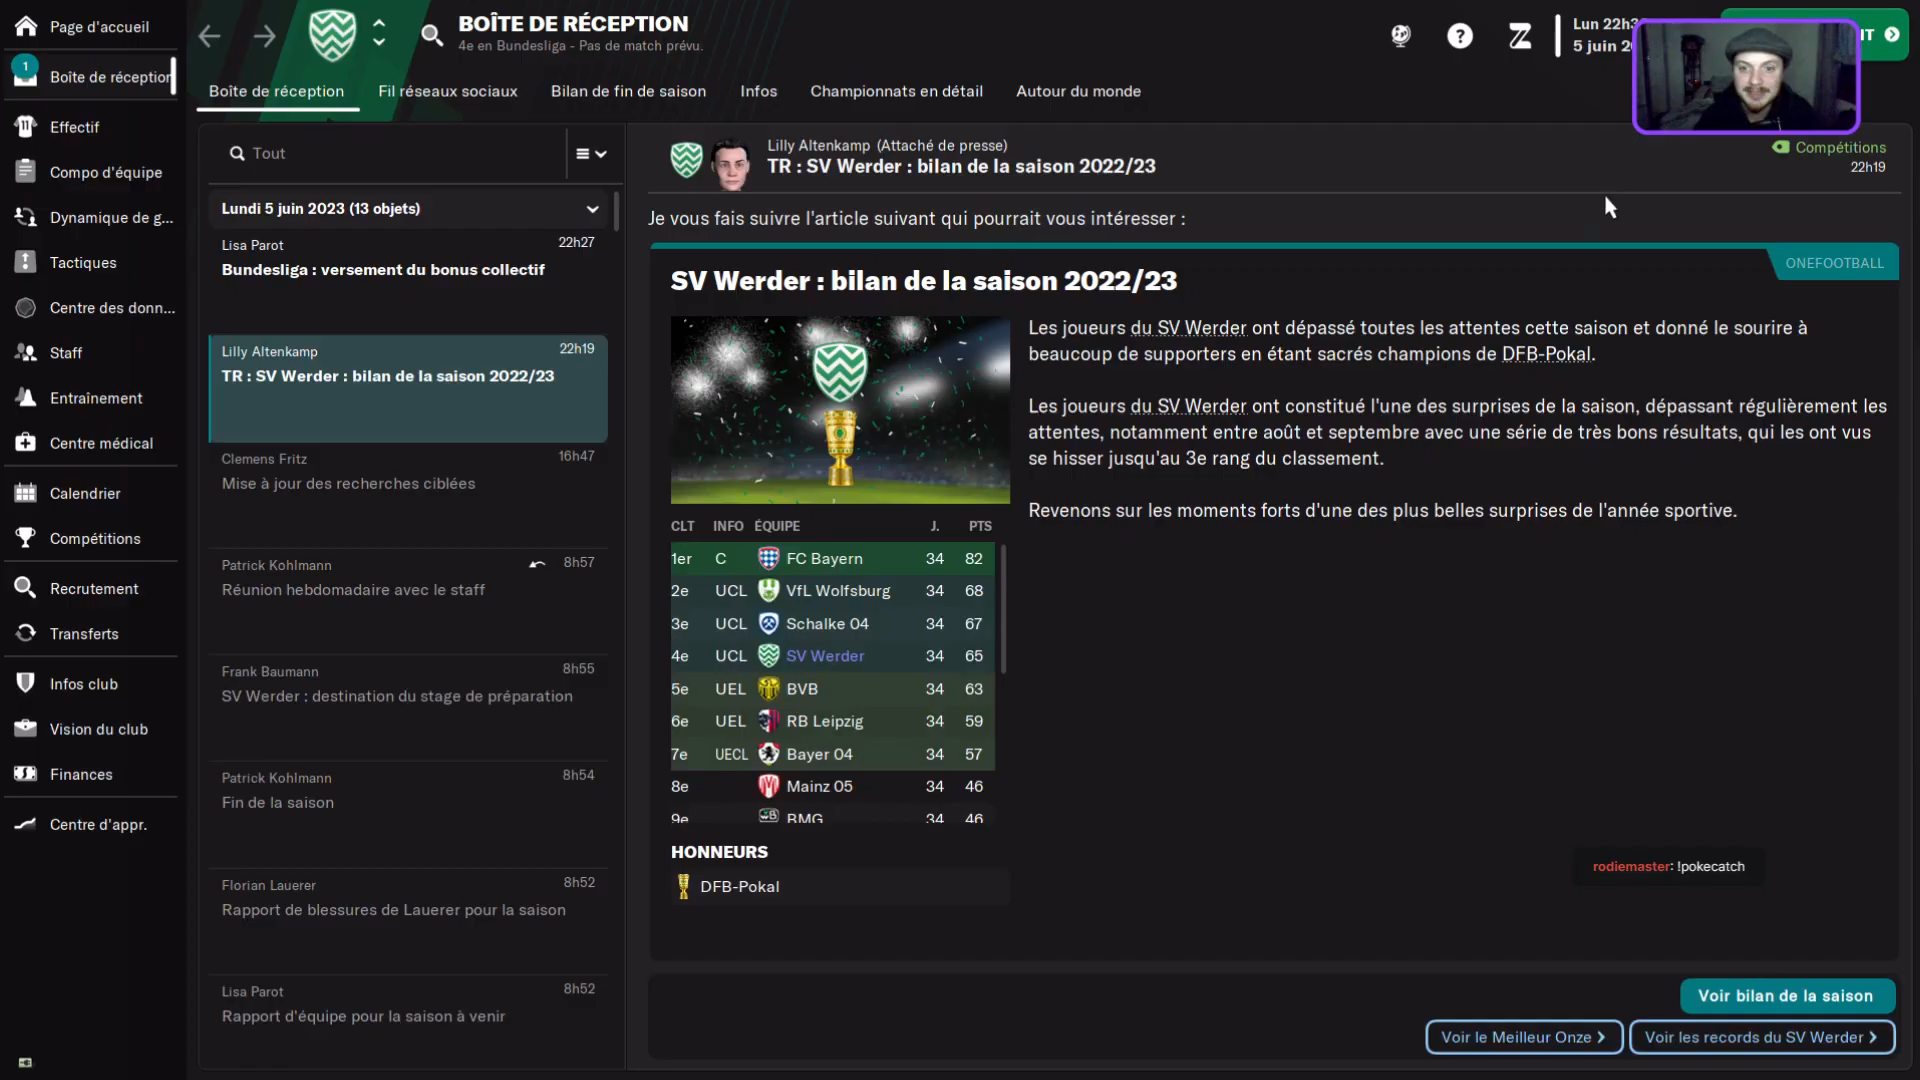 Page d'accueil
1
Boîte de réception
Effectif
Compo d'équipe
Dynamique de g...
Tactiques
Centre des donn...
Staff
Entraînement
Centre médical
Calendrier
Compétitions
Recrutement
Transferts
Infos club
Vision du club
Finances
Centre d'appr.
BOÎTE DE RÉCEPTION
4e en Bundesliga - Pas de match prévu.
Lun 22h3
5 juin 2
Boîte de réception Fil réseaux sociaux Bilan de fin de saison Infos Championnats en détail Autour du monde
Tout
Lundi 5 juin 2023 (13 objets)
Lisa Parot 22h27
Bundesliga : versement du bonus collectif
Lilly Altenkamp 22h19
TR : SV Werder : bilan de la saison 2022/23
Clemens Fritz 16h47
Mise à jour des recherches ciblées
Patrick Kohlmann 8h57
Réunion hebdomadaire avec le staff
Frank Baumann 8h55
SV Werder : destination du stage de préparation
Patrick Kohlmann 8h54
Fin de la saison
Florian Lauerer 8h52
Rapport de blessures de Lauerer pour la saison
Lisa Parot 8h52
Rapport d'équipe pour la saison à venir
Lilly Altenkamp (Attaché de presse)
TR : SV Werder : bilan de la saison 2022/23
Compétitions
22h19
Je vous fais suivre l'article suivant qui pourrait vous intéresser :
ONEFOOTBALL
SV Werder : bilan de la saison 2022/23
Les joueurs du SV Werder ont dépassé toutes les attentes cette saison et donné le sourire à
beaucoup de supporters en étant sacrés champions de DFB-Pokal.
Les joueurs du SV Werder ont constitué l'une des surprises de la saison, dépassant régulièrement les
attentes, notamment entre août et septembre avec une série de très bons résultats, qui les ont vus
se hisser jusqu'au 3e rang du classement.
Revenons sur les moments forts d'une des plus belles surprises de l'année sportive.
CLT INFO ÉQUIPE J. PTS
1er C FC Bayern 34 82
2e UCL VfL Wolfsburg 34 68
3e UCL Schalke 04 34 67
4e UCL SV Werder 34 65
5e UEL BVB 34 63
6e UEL RB Leipzig 34 59
7e UECL Bayer 04 34 57
8e Mainz 05 34 46
9e BMG 34 46
HONNEURS
DFB-Pokal
rodiemaster: !pokecatch
Voir bilan de la saison
Voir le Meilleur Onze
Voir les records du SV Werder